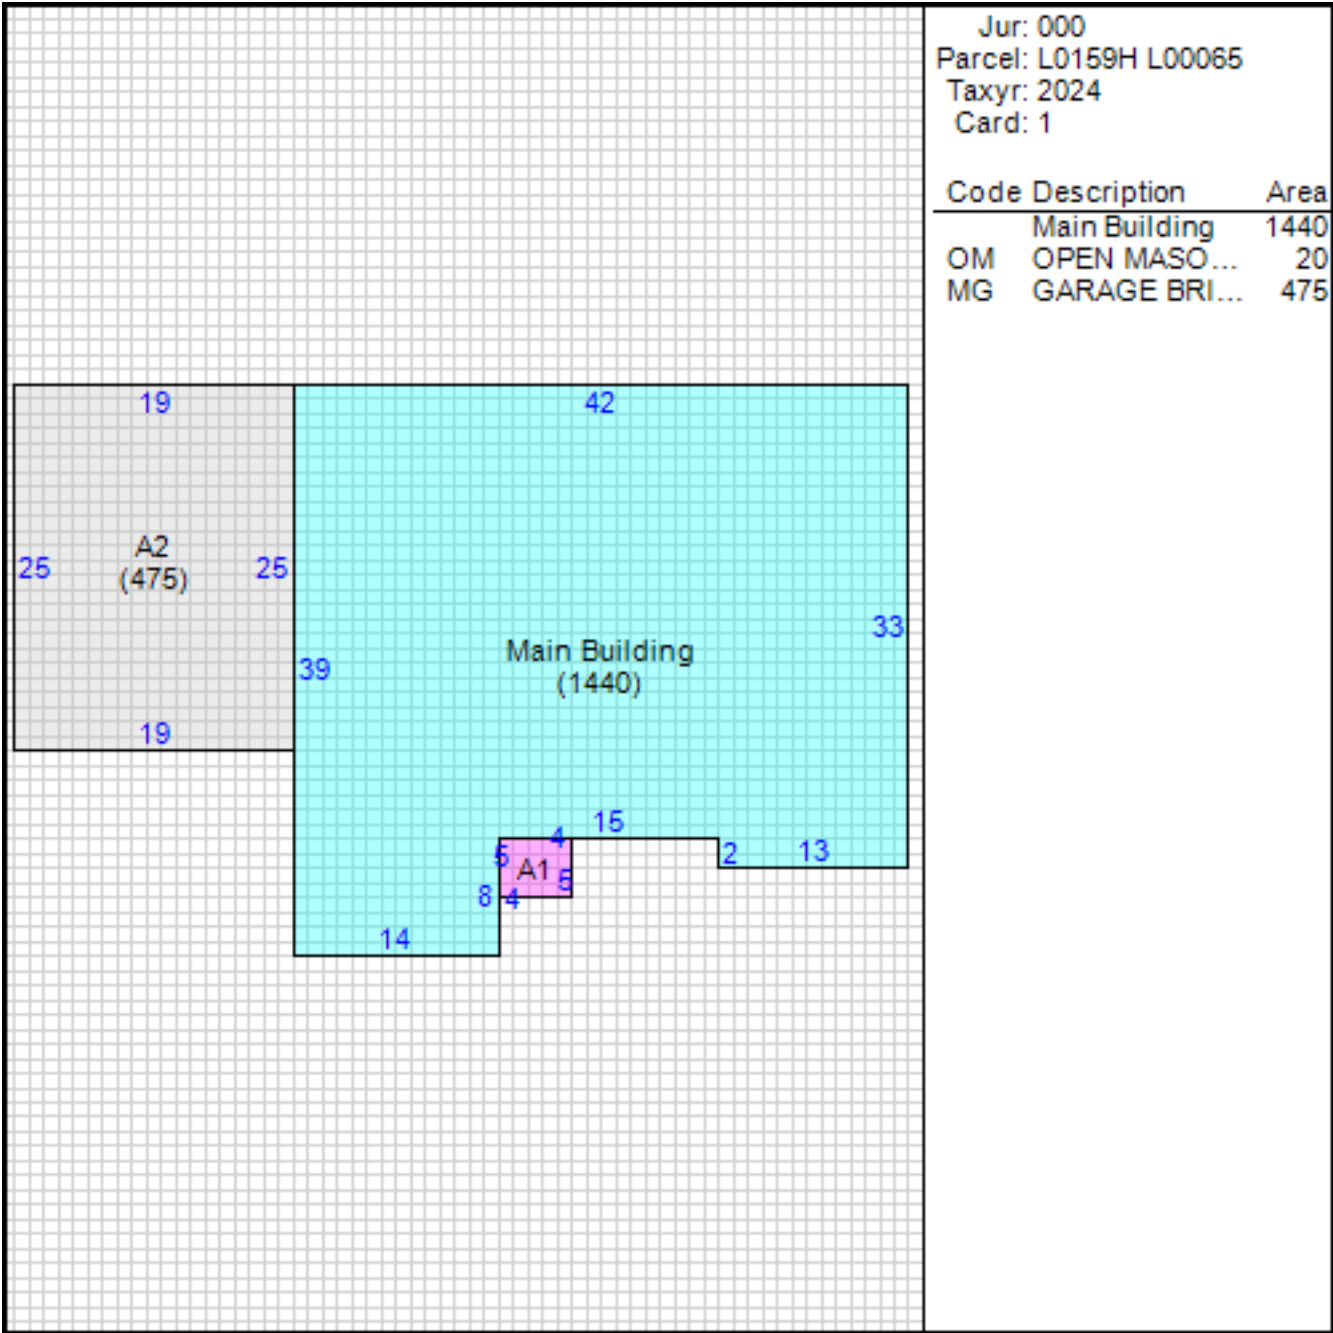 Jur: 000
Parcel: L0159H L00065
Taxyr: 2024
Card: 1
Code Description Area
Main Building 1440
OM OPEN MASO... 20
MG GARAGE BRI... 475
19
42
A2
(475)
25
25
33
Main Building
(1440)
39
19
15
4
5
A1
5
2
13
8
4
14